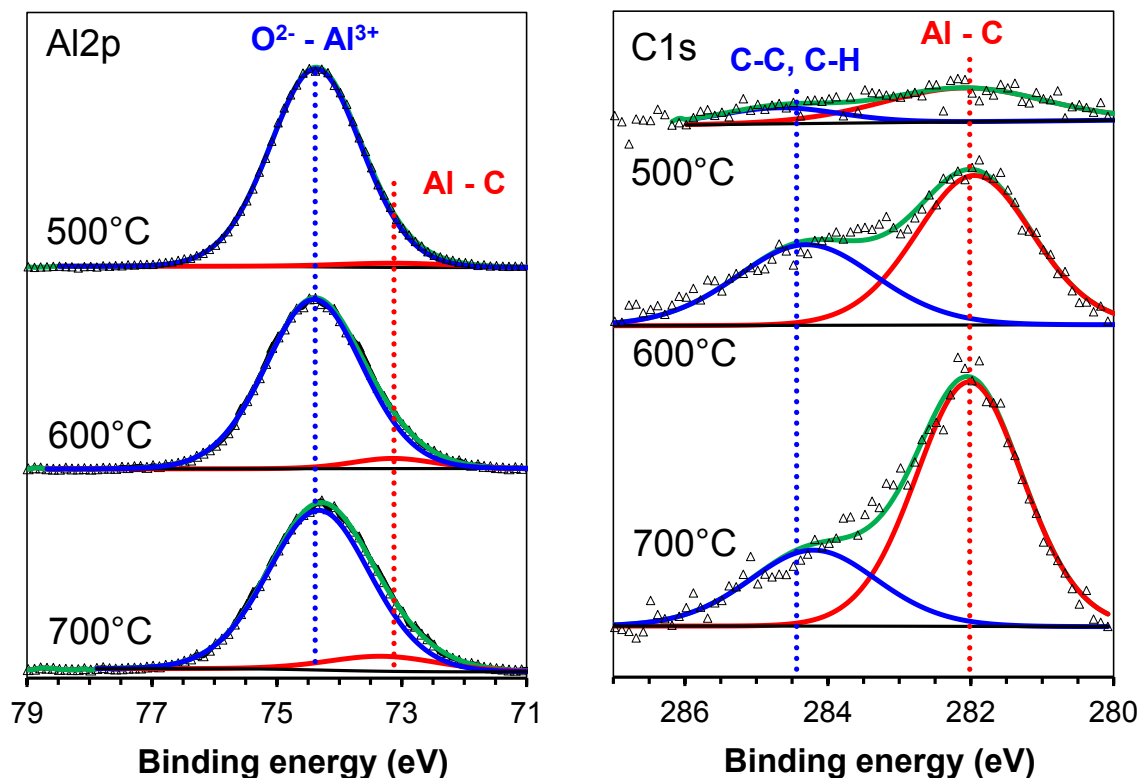 Al2p
O²⁻ - Al³⁺
Al - C
500°C
600°C
700°C
79 77 75 73 71
Binding energy (eV)
C1s
Al - C
C-C, C-H
500°C
600°C
700°C
286 284 282 280
Binding energy (eV)